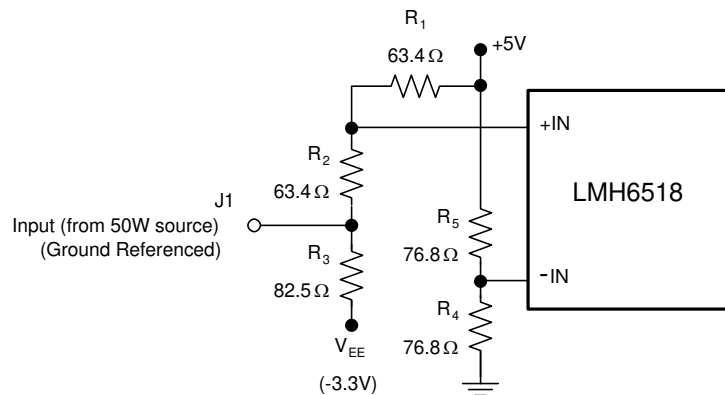 R1
63.4 Ω
+5V
+IN
R2
63.4 Ω
LMH6518
J1
Input (from 50W source)
(Ground Referenced)
R5
R3
76.8 Ω
-IN
82.5 Ω
R4
VEE
76.8 Ω
(-3.3V)